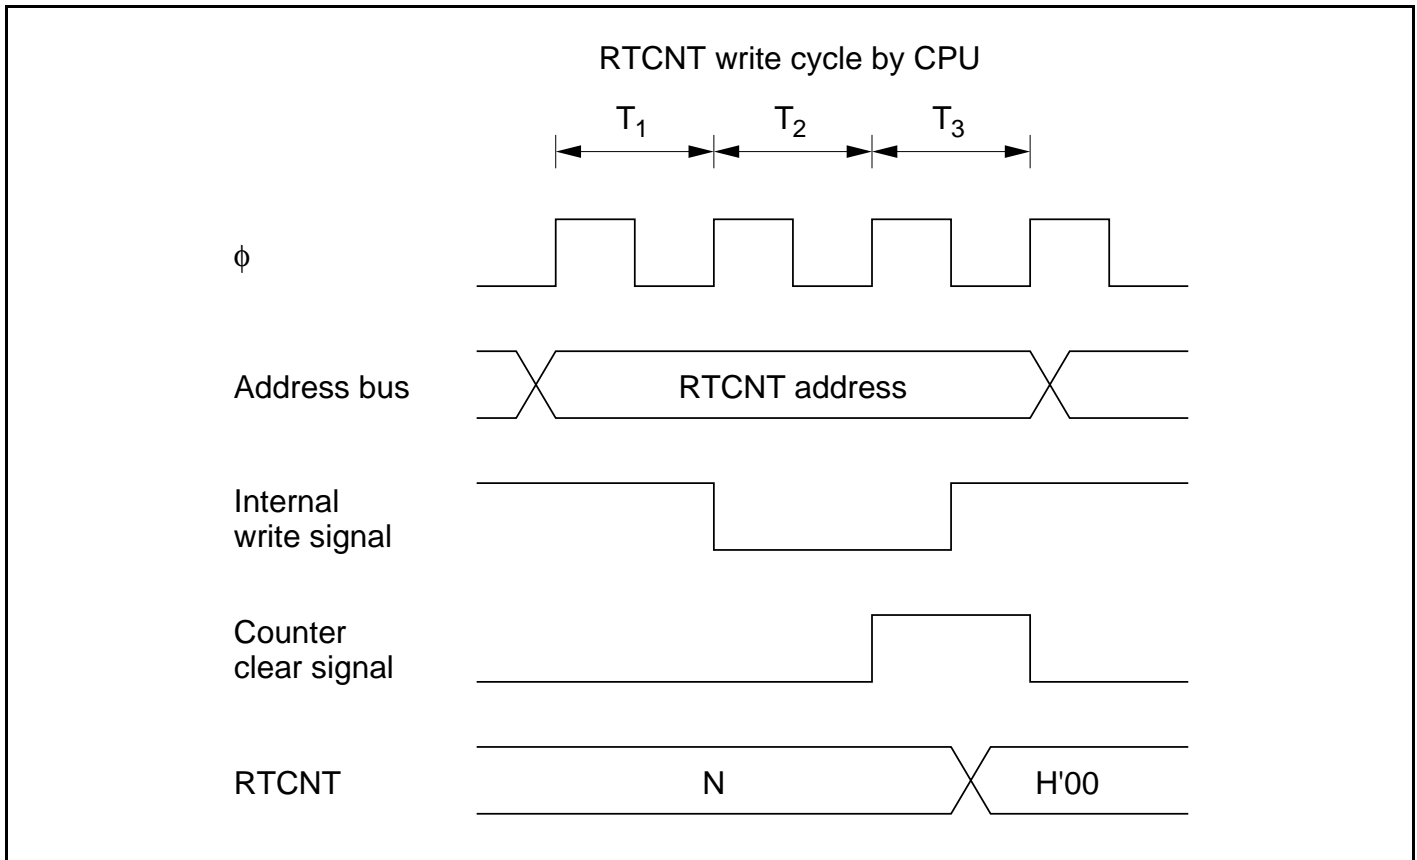 RTCNT write cycle by CPU
T1 T2 T3
ϕ
Address bus
RTCNT address
Internal
write signal
Counter
clear signal
RTCNT
N
H'00